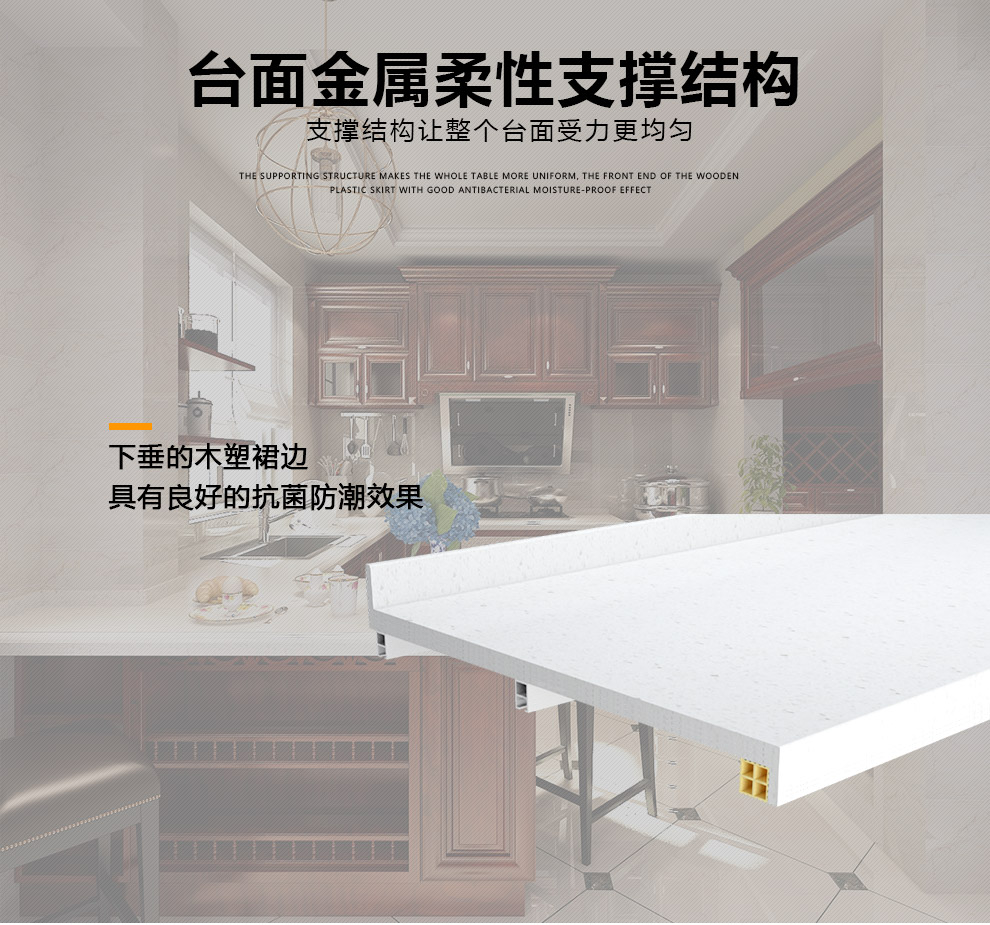 台面金属柔性支撑结构
支撑结构让整个台面受力更均匀
THE SUPPORTING STRUCTURE MAKES THE WHOLE TABLE MORE UNIFORM, THE FRONT END OF THE WOODEN
PLASTIC SKIRT WITH GOOD ANTIBACTERIAL MOISTURE-PROOF EFFECT
下垂的木塑裙边
具有良好的抗菌防潮效果